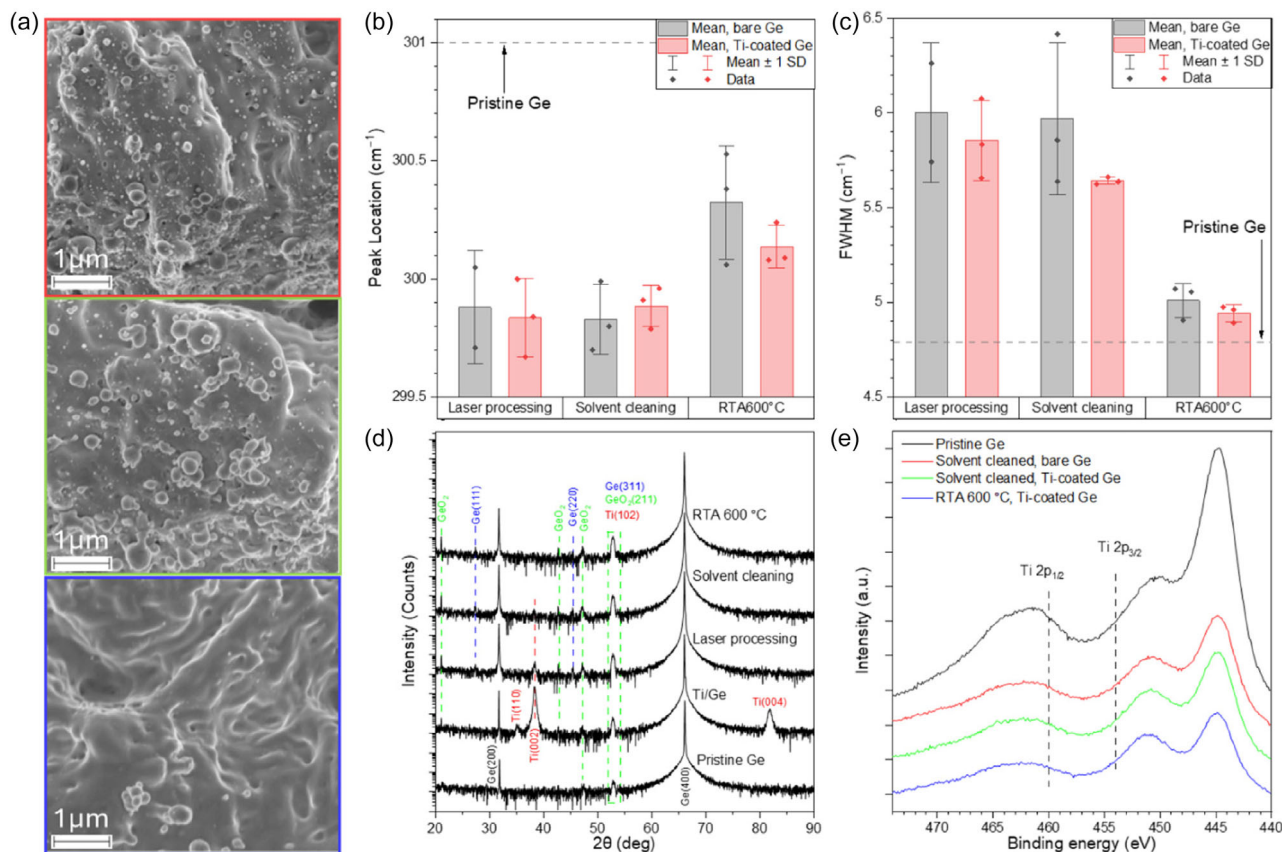 (a)
1μm
1μm
1μm
(b)
Mean, bare Ge
Mean, Ti-coated Ge
Mean ± 1 SD
Data
Pristine Ge
Peak Location (cm⁻¹)
301
300.5
300
299.5
Laser processing
Solvent cleaning
RTA600°C
(c)
Mean, bare Ge
Mean, Ti-coated Ge
Mean ± 1 SD
Data
Pristine Ge
FWHM (cm⁻¹)
6.5
6
5.5
5
4.5
Laser processing
Solvent cleaning
RTA600°C
(d)
GeO₂
Ge(111)
GeO₂
Ge(220)
GeO₂
Ge(311)
GeO₂(211)
Ti(102)
RTA 600 °C
Solvent cleaning
Laser processing
Ti/Ge
Ti(110)
Ti(002)
Ti(004)
Pristine Ge
Ge(200)
Ge(400)
Intensity (Counts)
20 30 40 50 60 70 80 90
2θ (deg)
(e)
Pristine Ge
Solvent cleaned, bare Ge
Solvent cleaned, Ti-coated Ge
RTA 600 °C, Ti-coated Ge
Ti 2p₃/₂
Ti 2p₁/₂
Intensity (a.u.)
470 465 460 455 450 445 440
Binding energy (eV)